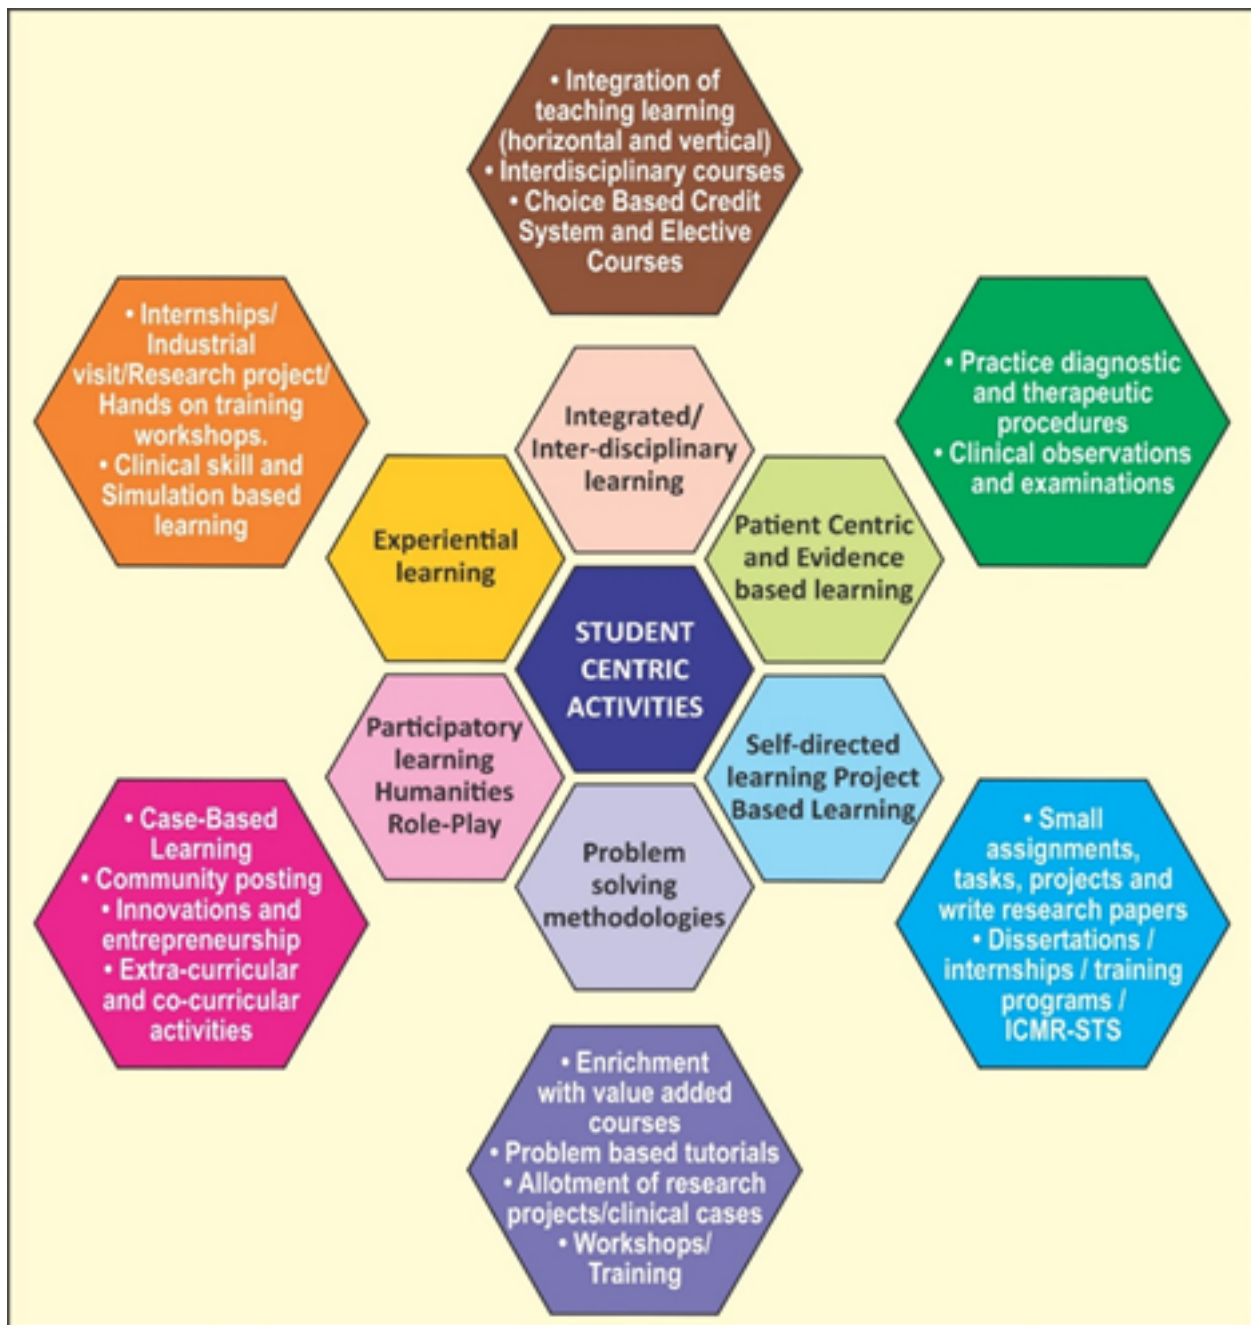 • Integration of
teaching learning
(horizontal and vertical)
• Interdisciplinary courses
• Choice Based Credit
System and Elective
Courses
• Internships/
Industrial
visit/Research project/
Hands on training
workshops.
• Clinical skill and
Simulation based
learning
• Practice diagnostic
and therapeutic
procedures
• Clinical observations
and examinations
Integrated/
Inter-disciplinary
learning
Experiential
learning
Patient Centric
and Evidence
based learning
STUDENT
CENTRIC
ACTIVITIES
Participatory
learning
Humanities
Role-Play
Self-directed
learning Project
Based Learning
Problem
solving
methodologies
• Case-Based
Learning
• Community posting
• Innovations and
entrepreneurship
• Extra-curricular
and co-curricular
activities
• Small
assignments,
tasks, projects and
write research papers
• Dissertations /
internships / training
programs /
ICMR-STS
• Enrichment
with value added
courses
• Problem based tutorials
• Allotment of research
projects/clinical cases
• Workshops/
Training